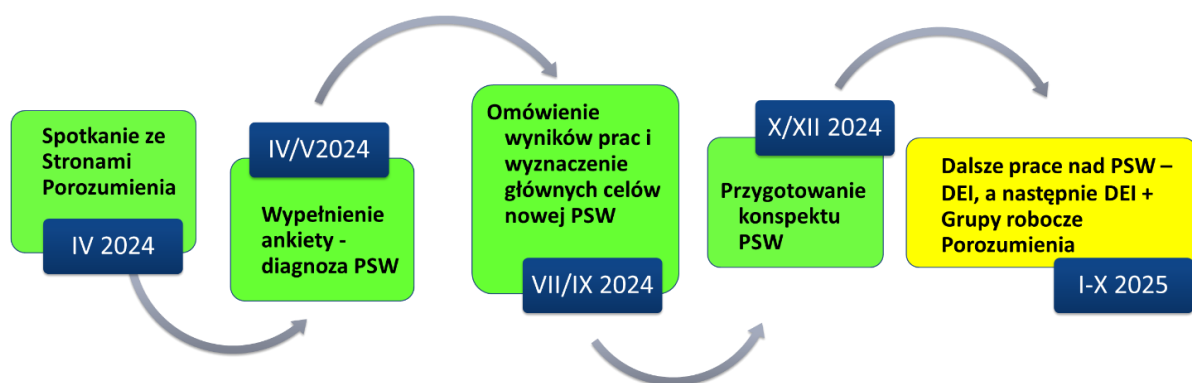 Spotkanie ze
Stronami
Porozumienia
IV 2024
IV/V2024
Wypełnienie
ankiety -
diagnoza PSW
Omówienie
wyników prac i
wyznaczenie
głównych celów
nowej PSW
VII/IX 2024
X/XII 2024
Przygotowanie
konspektu
PSW
Dalsze prace nad PSW –
DEI, a następnie DEI +
Grupy robocze
Porozumienia
I-X 2025